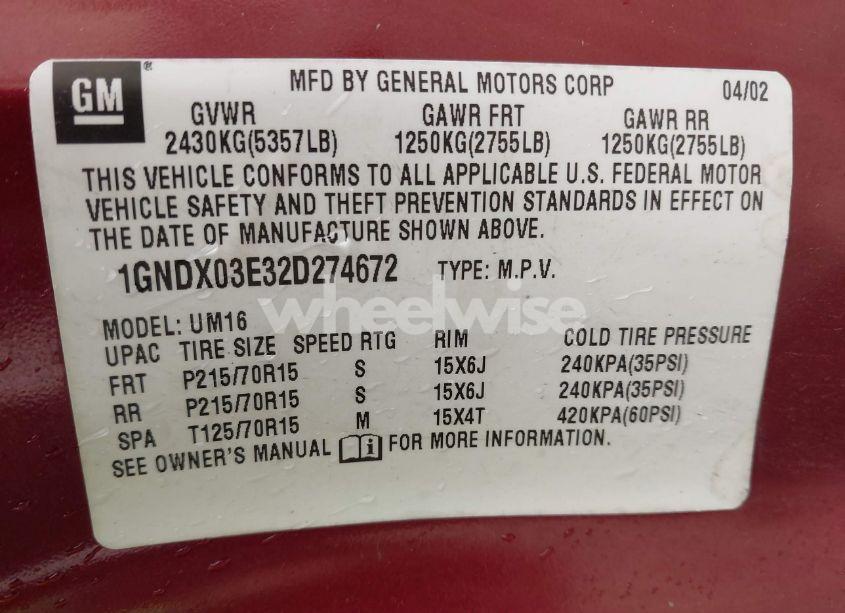 GM®
MFD BY GENERAL MOTORS CORP 04/02
GVWR GAWR FRT GAWR RR
2430KG(5357LB) 1250KG(2755LB) 1250KG(2755LB)
THIS VEHICLE CONFORMS TO ALL APPLICABLE U.S. FEDERAL MOTOR
VEHICLE SAFETY AND THEFT PREVENTION STANDARDS IN EFFECT ON
THE DATE OF MANUFACTURE SHOWN ABOVE.
1GNDX03E32D274672 TYPE: M.P.V.
wheelwise
MODEL: UM16
UPAC TIRE SIZE SPEED RTG RIM COLD TIRE PRESSURE
FRT P215/70R15 S 15X6J 240KPA(35PSI)
RR P215/70R15 S 15X6J 240KPA(35PSI)
SPA T125/70R15 M 15X4T 420KPA(60PSI)
SEE OWNER'S MANUAL i FOR MORE INFORMATION.